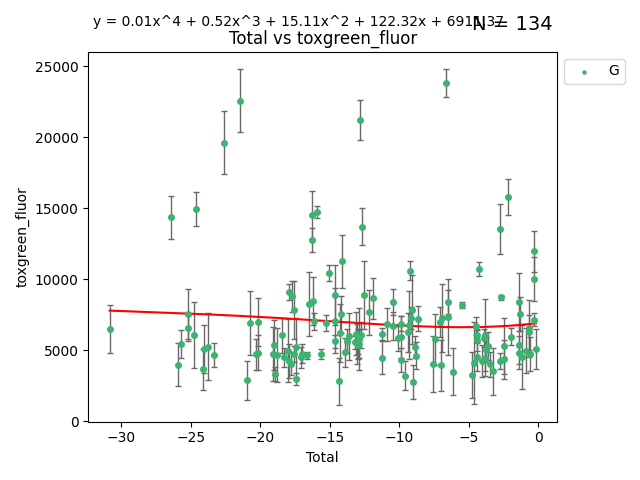 y = 0.01x^4 + 0.52x^3 + 15.11x^2 + 122.32x + 6911.37
N = 134
Total vs toxgreen_fluor
25000
20000
15000
10000
5000
0
toxgreen_fluor
−30 −25 −20 −15 −10 −5 0
Total
G